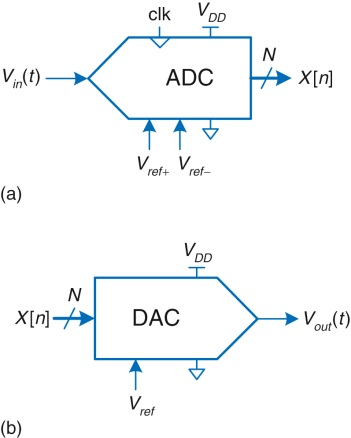 clk V_DD
V_in(t) ADC N X[n]
V_ref+ V_ref−
(a)
V_DD
X[n] N DAC V_out(t)
V_ref
(b)